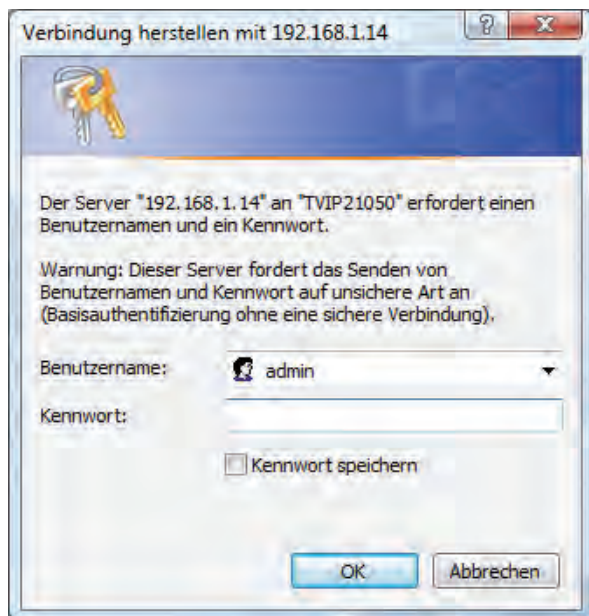 Verbindung herstellen mit 192.168.1.14
Der Server "192.168.1.14" an "TVIP21050" erfordert einen
Benutzernamen und ein Kennwort.
Warnung: Dieser Server fordert das Senden von
Benutzernamen und Kennwort auf unsichere Art an
(Basisauthentifizierung ohne eine sichere Verbindung).
Benutzername:
admin
Kennwort:
Kennwort speichern
OK
Abbrechen